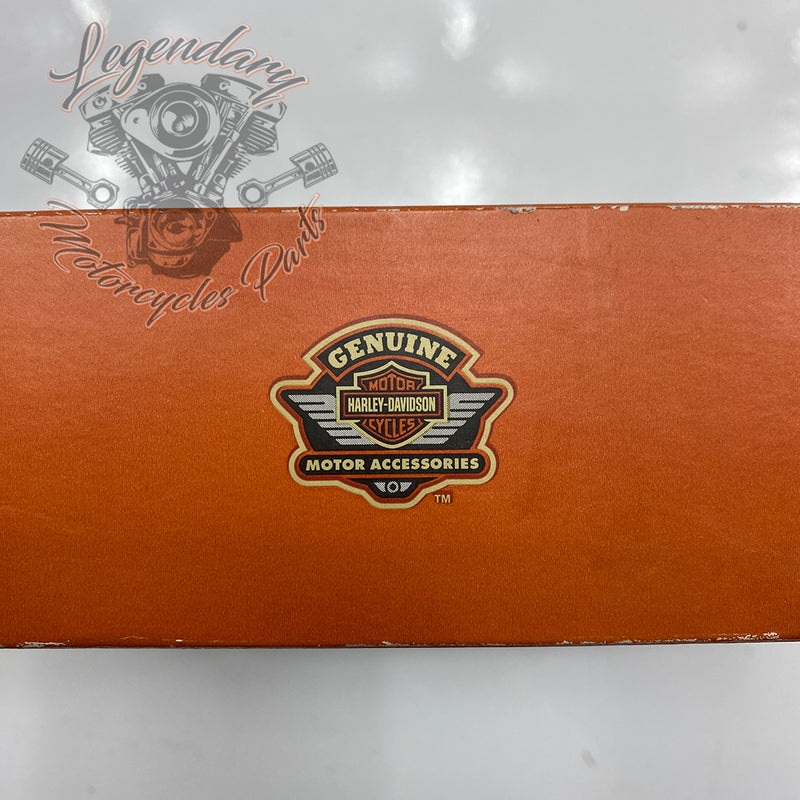 Legendary
Motorcycles Parts
GENUINE
MOTOR
HARLEY-DAVIDSON
CYCLES
MOTOR ACCESSORIES
TM